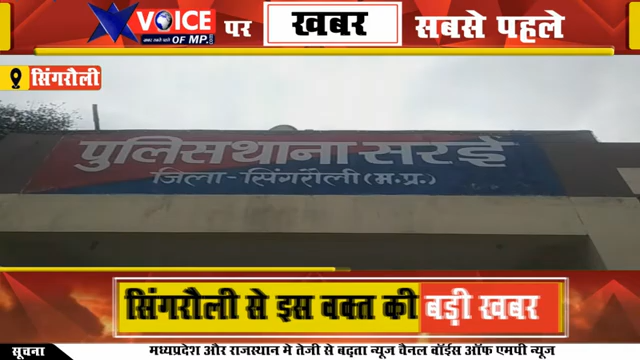 VOICE
OF MP
पर
खबर
सबसे पहले
सिंगरौली
पुलिस थाना सरई
जिला - सिंगरौली (म.प्र.)
सिंगरौली से इस वक्त की बड़ी खबर
सूचना
मध्यप्रदेश और राजस्थान मे तेजी से बढ़ता न्यूज चैनल वॉईस ऑफ एमपी न्यूज